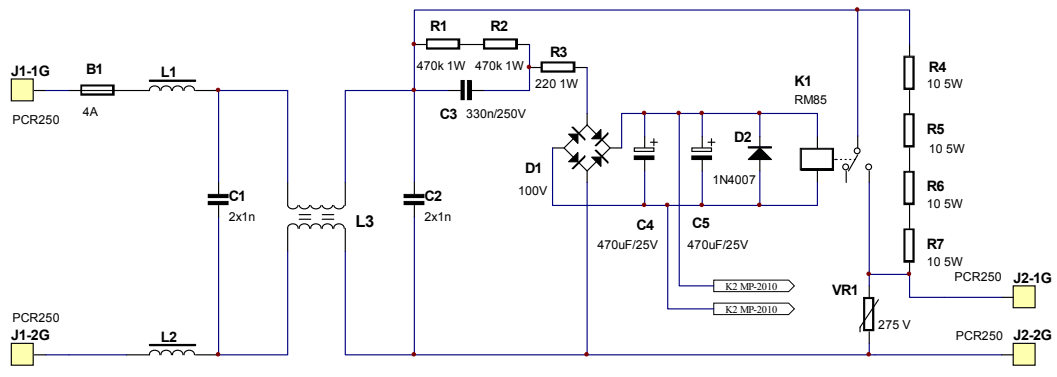 R1
R2
470k 1W
470k 1W
R3
220 1W
C3
330n/250V
J1-1G
PCR250
B1
4A
L1
K1
RM85
R4
10 5W
R5
10 5W
R6
10 5W
R7
10 5W
D1
100V
+
+
D2
1N4007
C1
2x1n
C2
2x1n
L3
C4
470uF/25V
C5
470uF/25V
K2 MP-2010
K2 MP-2010
VR1
275 V
PCR250
J2-1G
PCR250
J1-2G
L2
PCR250
J2-2G